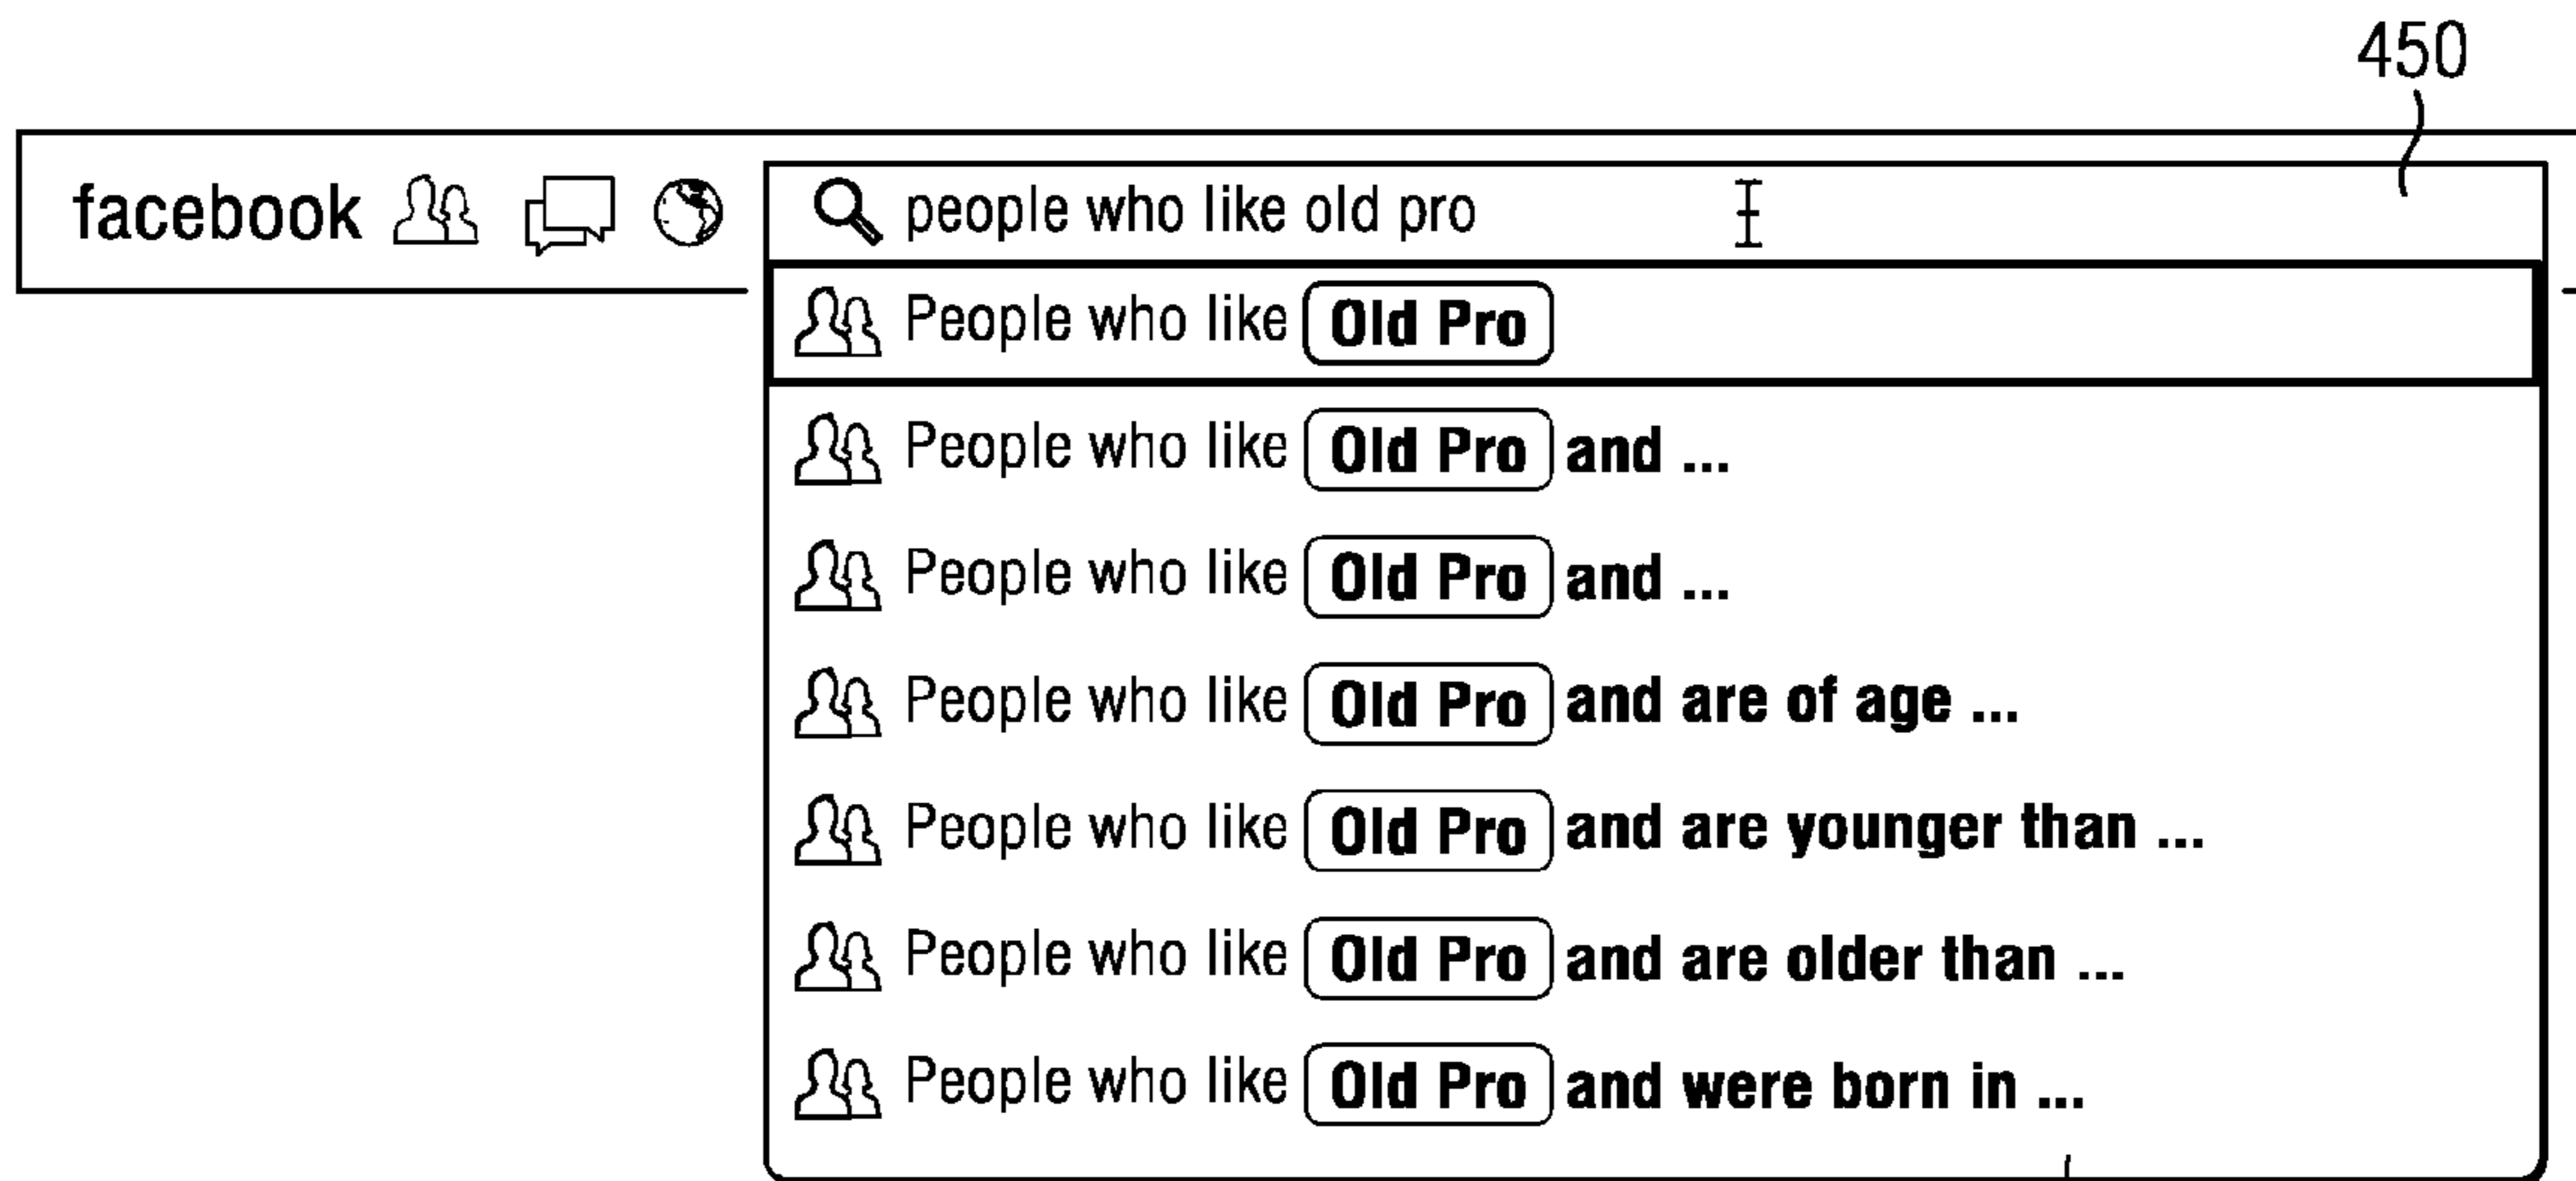 450
facebook people who like old pro
People who like Old Pro
People who like Old Pro and ...
People who like Old Pro and ...
People who like Old Pro and are of age ...
People who like Old Pro and are younger than ...
People who like Old Pro and are older than ...
People who like Old Pro and were born in ...